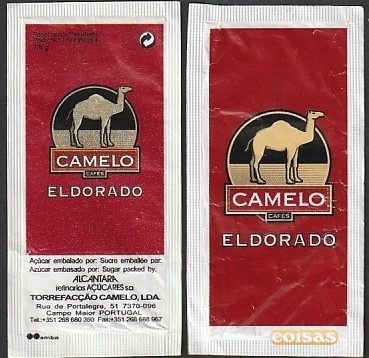 7/8 g
CAMELO
CAFÉS
ELDORADO
Açúcar embalado por: Sucre emballée par:
Azúcar embasado por: Sugar packed by:
ALCANTARA
refinarias AÇÚCARES s.a.
TORREFACÇÃO CAMELO, LDA.
Rua de Portalegre, 51 7370-096
Campo Maior PORTUGAL
Tel.:+351 268 680 350 Fax:+351 268 688 967
CAMELO
CAFÉS
ELDORADO
coisas